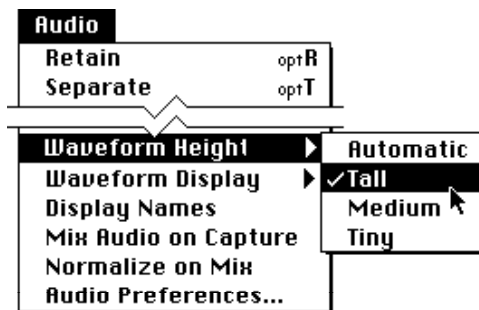 Audio
Retain optR
Separate optT
Waveform Height
Waveform Display
Display Names
Mix Audio on Capture
Normalize on Mix
Audio Preferences...
Automatic
✓Tall
Medium
Tiny